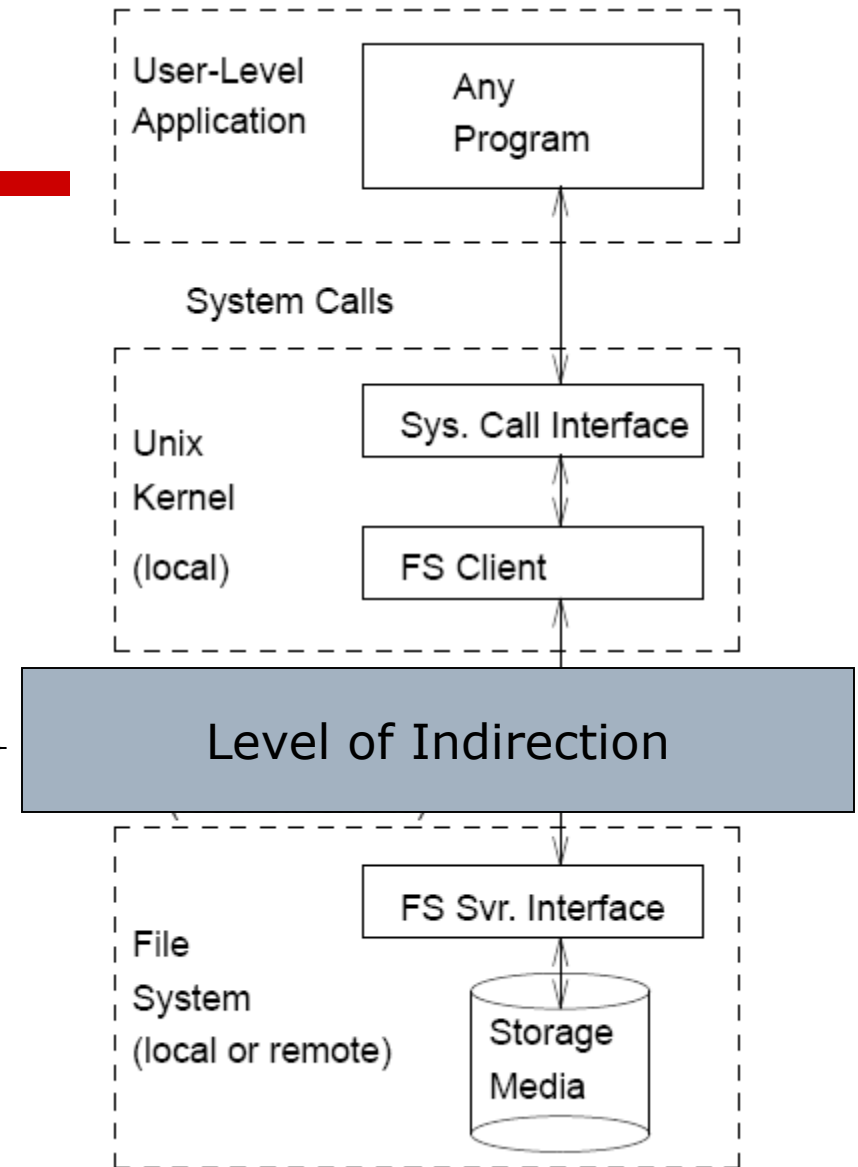 User-Level
Application
Any
Program
System Calls
Unix
Kernel
(local)
Sys. Call Interface
FS Client
Level of Indirection
File
System
(local or remote)
FS Svr. Interface
Storage
Media